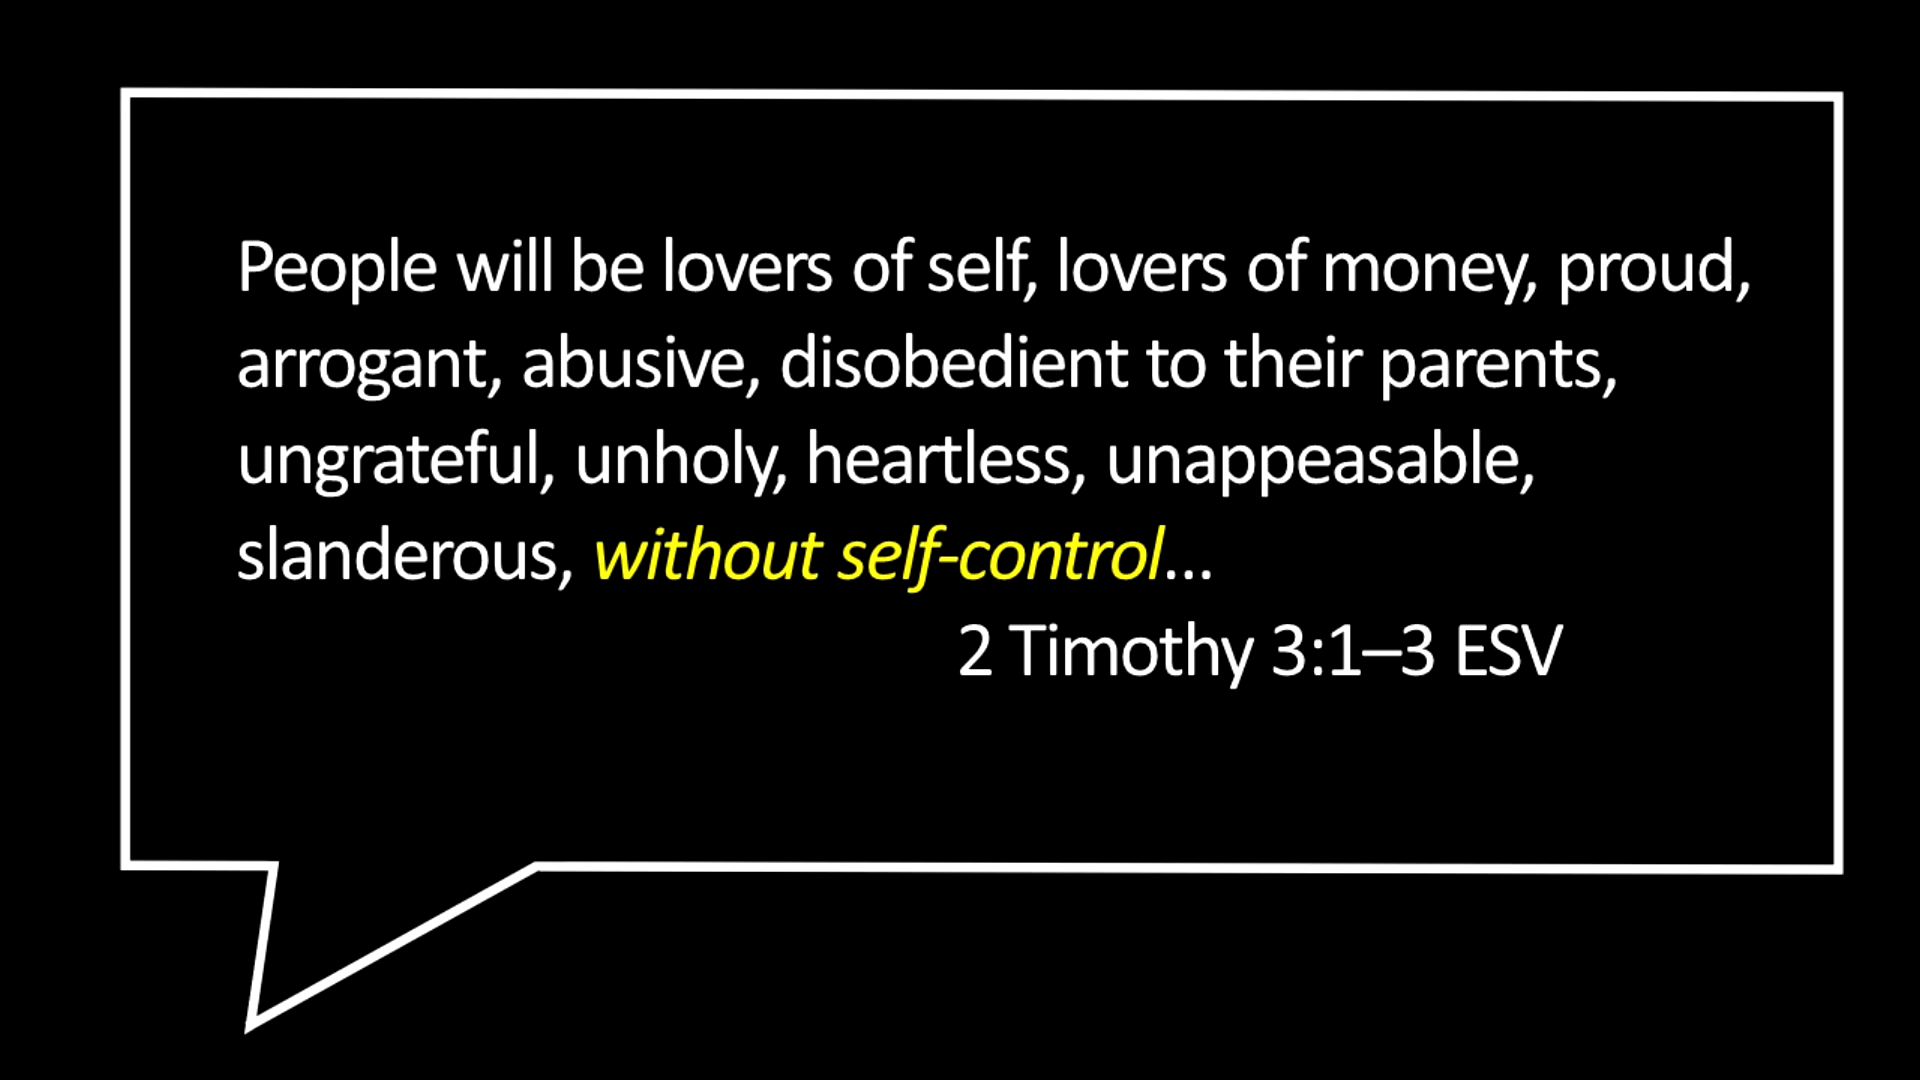 People will be lovers of self, lovers of money, proud,
arrogant, abusive, disobedient to their parents,
ungrateful, unholy, heartless, unappeasable,
slanderous, without self-control…
2 Timothy 3:1–3 ESV